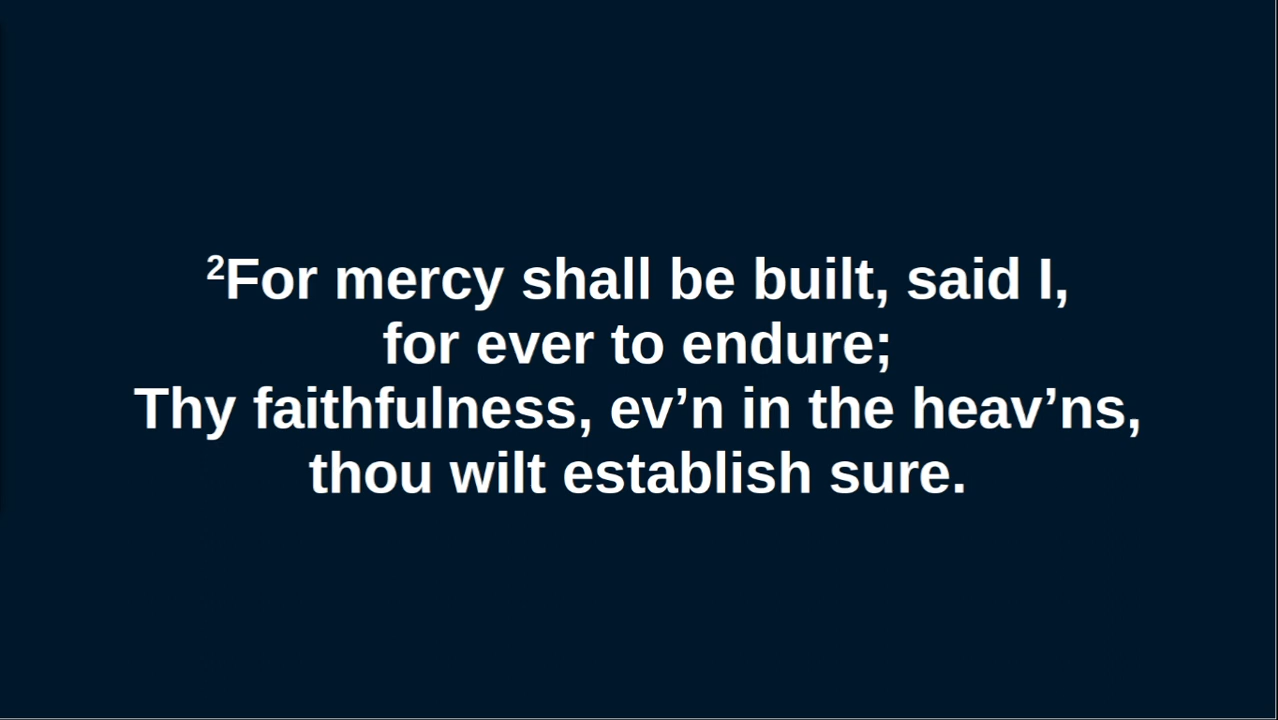 ²For mercy shall be built, said I,
for ever to endure;
Thy faithfulness, ev’n in the heav’ns,
thou wilt establish sure.